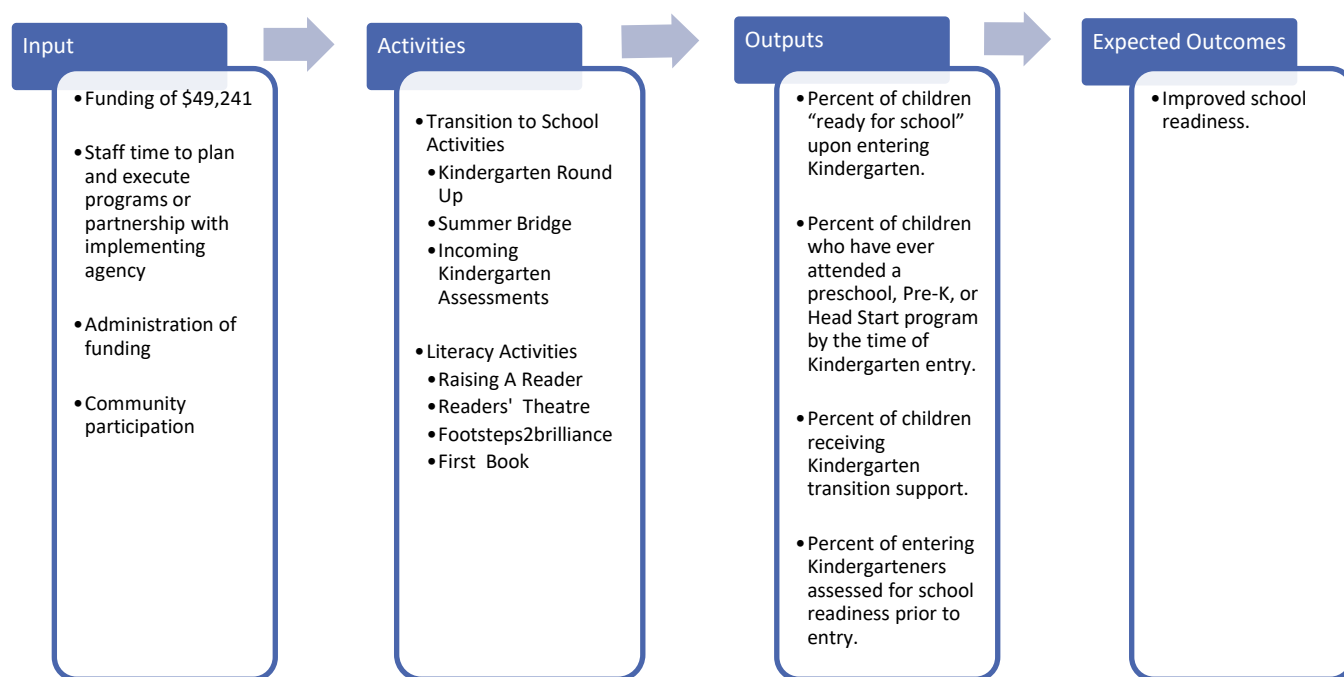 Input
•Funding of $49,241
•Staff time to plan
and execute
programs or
partnership with
implementing
agency
•Administration of
funding
•Community
participation
Activities
•Transition to School
Activities
•Kindergarten Round
Up
•Summer Bridge
•Incoming
Kindergarten
Assessments
•Literacy Activities
•Raising A Reader
•Readers' Theatre
•Footsteps2brilliance
•First Book
Outputs
•Percent of children
“ready for school”
upon entering
Kindergarten.
•Percent of children
who have ever
attended a
preschool, Pre-K, or
Head Start program
by the time of
Kindergarten entry.
•Percent of children
receiving
Kindergarten
transition support.
•Percent of entering
Kindergarteners
assessed for school
readiness prior to
entry.
Expected Outcomes
•Improved school
readiness.